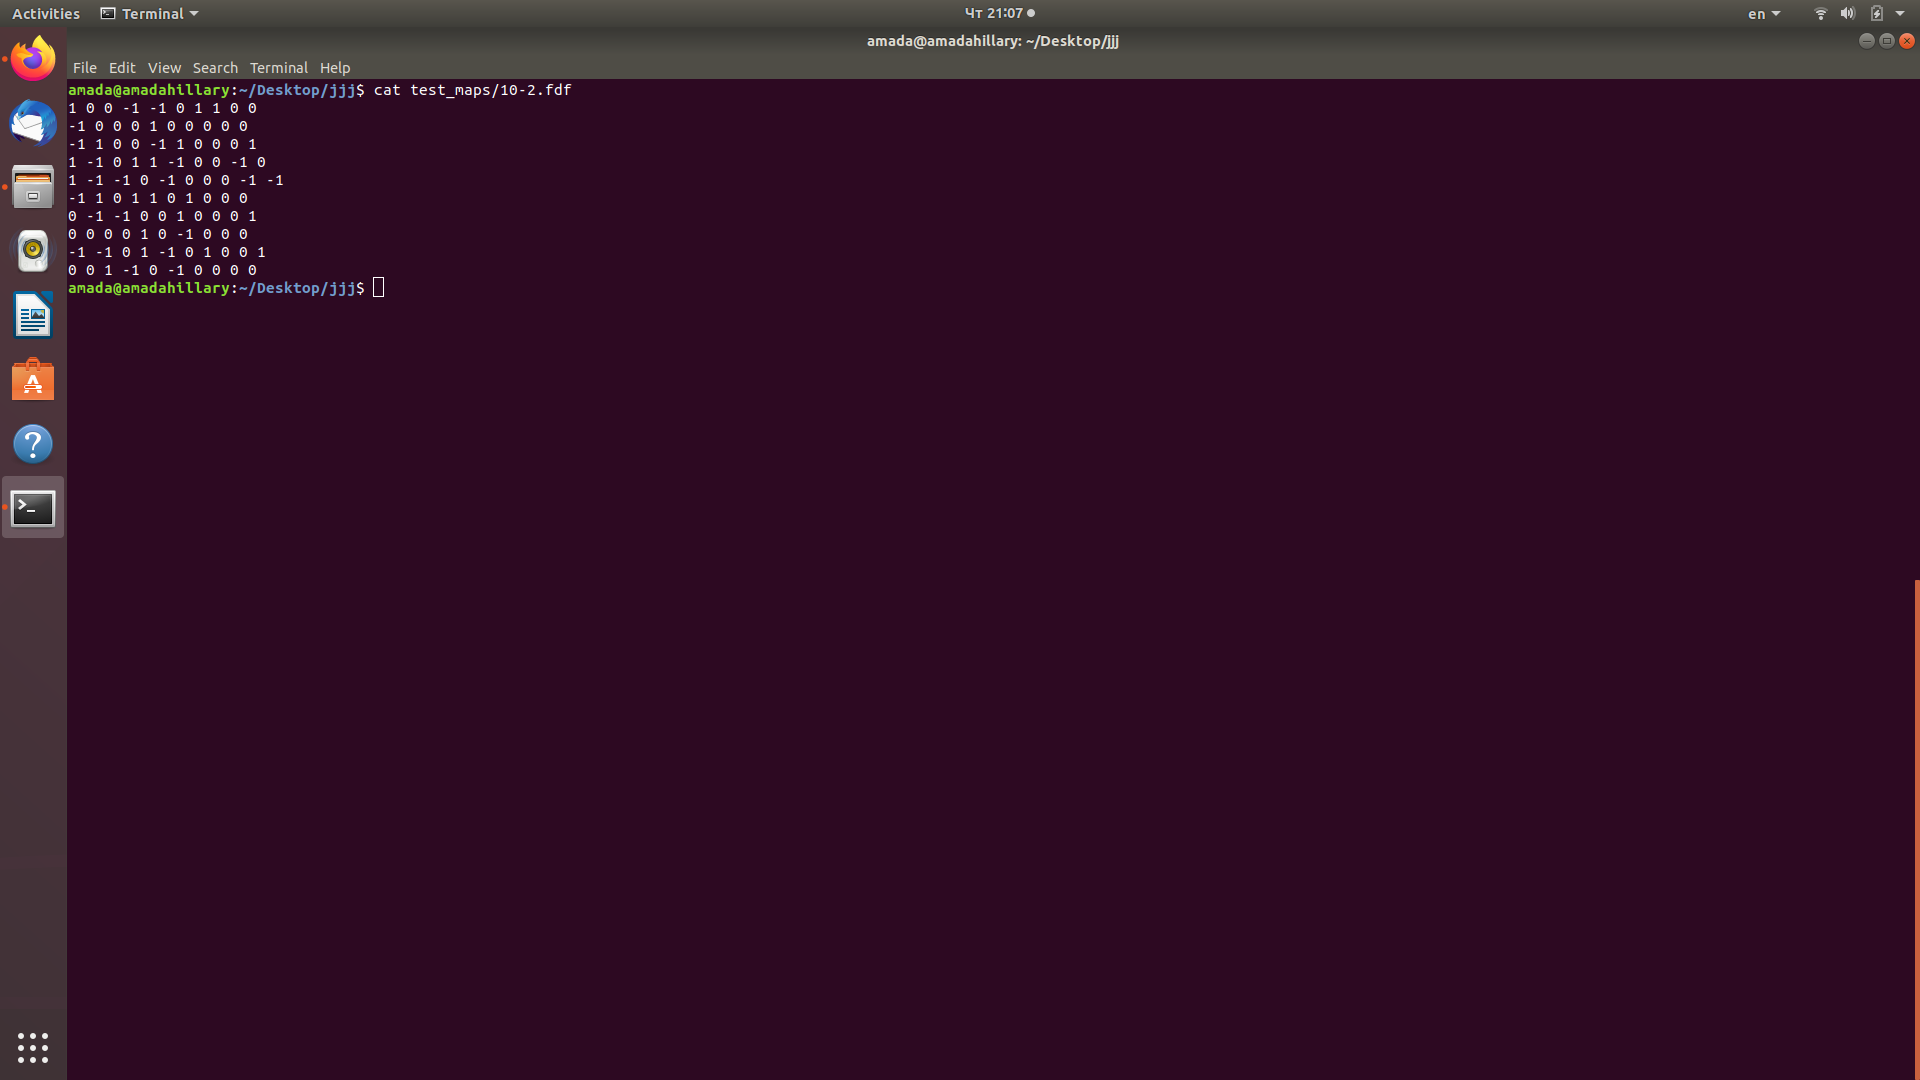 Activities Terminal Чт 21:07 en
amada@amadahillary: ~/Desktop/jjj
File Edit View Search Terminal Help
amada@amadahillary:~/Desktop/jjj$ cat test_maps/10-2.fdf
1 0 0 -1 -1 0 1 1 0 0
-1 0 0 0 1 0 0 0 0 0
-1 1 0 0 -1 1 0 0 0 1
1 -1 0 1 1 -1 0 0 -1 0
1 -1 -1 0 -1 0 0 0 -1 -1
-1 1 0 1 1 0 1 0 0 0
0 -1 -1 0 0 1 0 0 0 1
0 0 0 0 1 0 -1 0 0 0
-1 -1 0 1 -1 0 1 0 0 1
0 0 1 -1 0 -1 0 0 0 0
amada@amadahillary:~/Desktop/jjj$